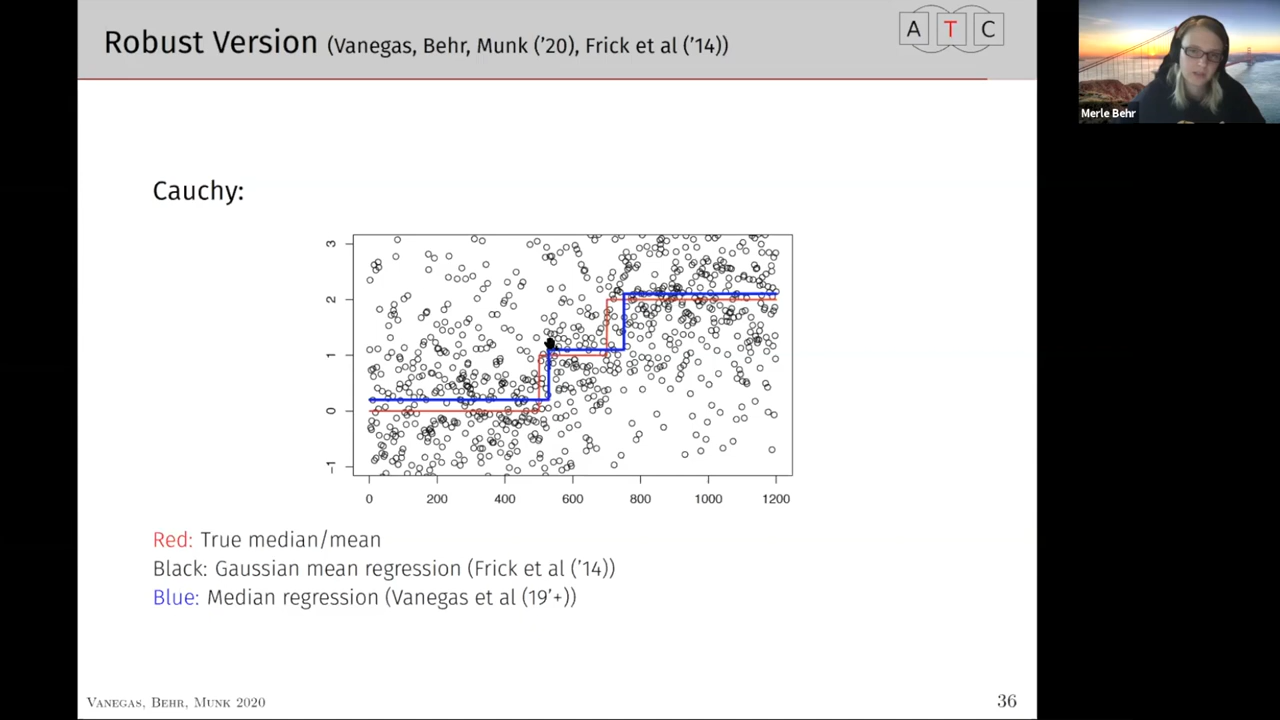 Robust Version (Vanegas, Behr, Munk ('20), Frick et al ('14))
A T C
Merle Behr
Cauchy:
3
2
1
0
−1
0 200 400 600 800 1000 1200
Red: True median/mean
Black: Gaussian mean regression (Frick et al ('14))
Blue: Median regression (Vanegas et al (19'+))
Vanegas, Behr, Munk 2020
36